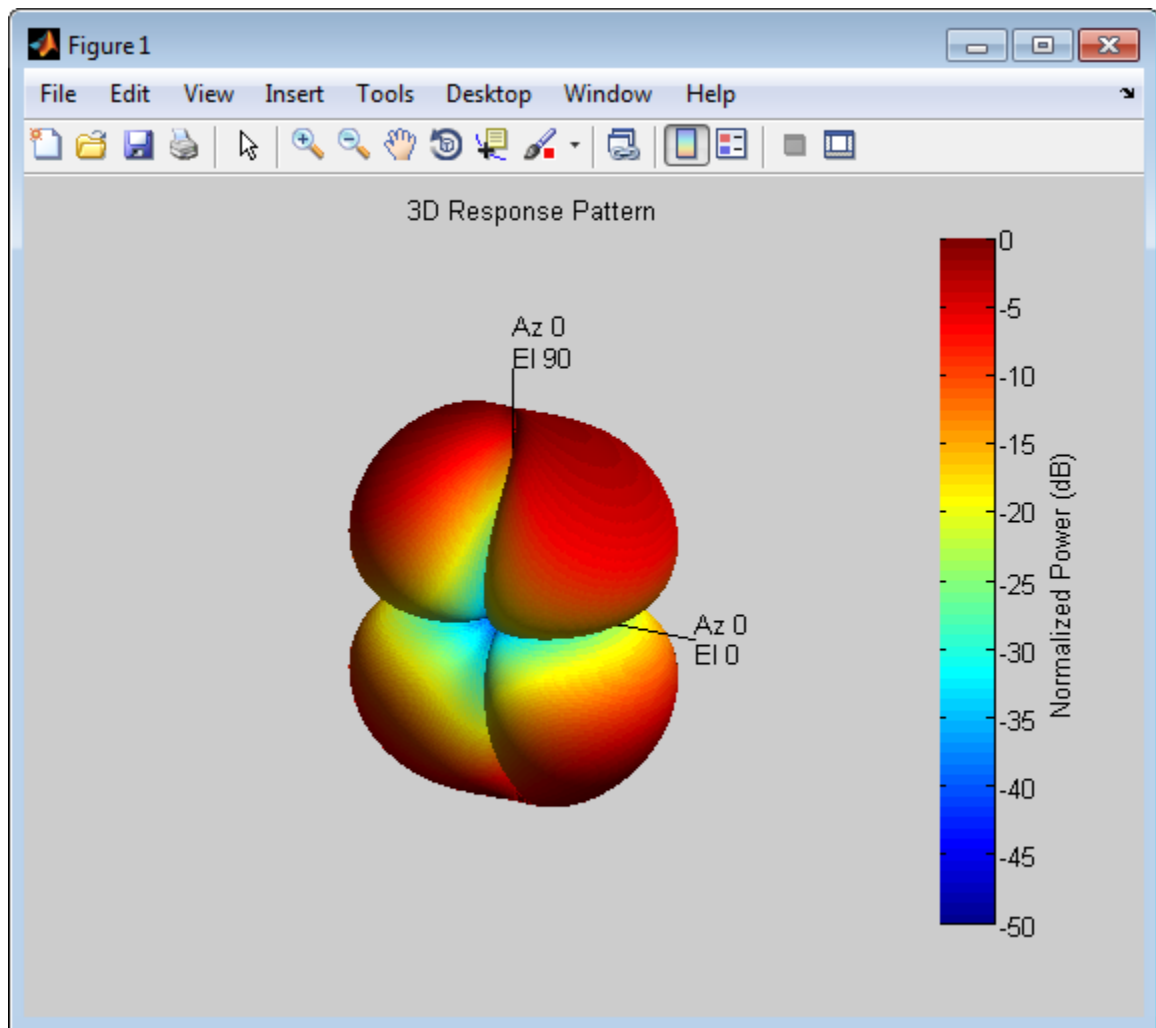 Figure 1
File Edit View Insert Tools Desktop Window Help
3D Response Pattern
Az 0
El 90
Az 0
El 0
0
-5
-10
-15
-20
-25
-30
-35
-40
-45
-50
Normalized Power (dB)